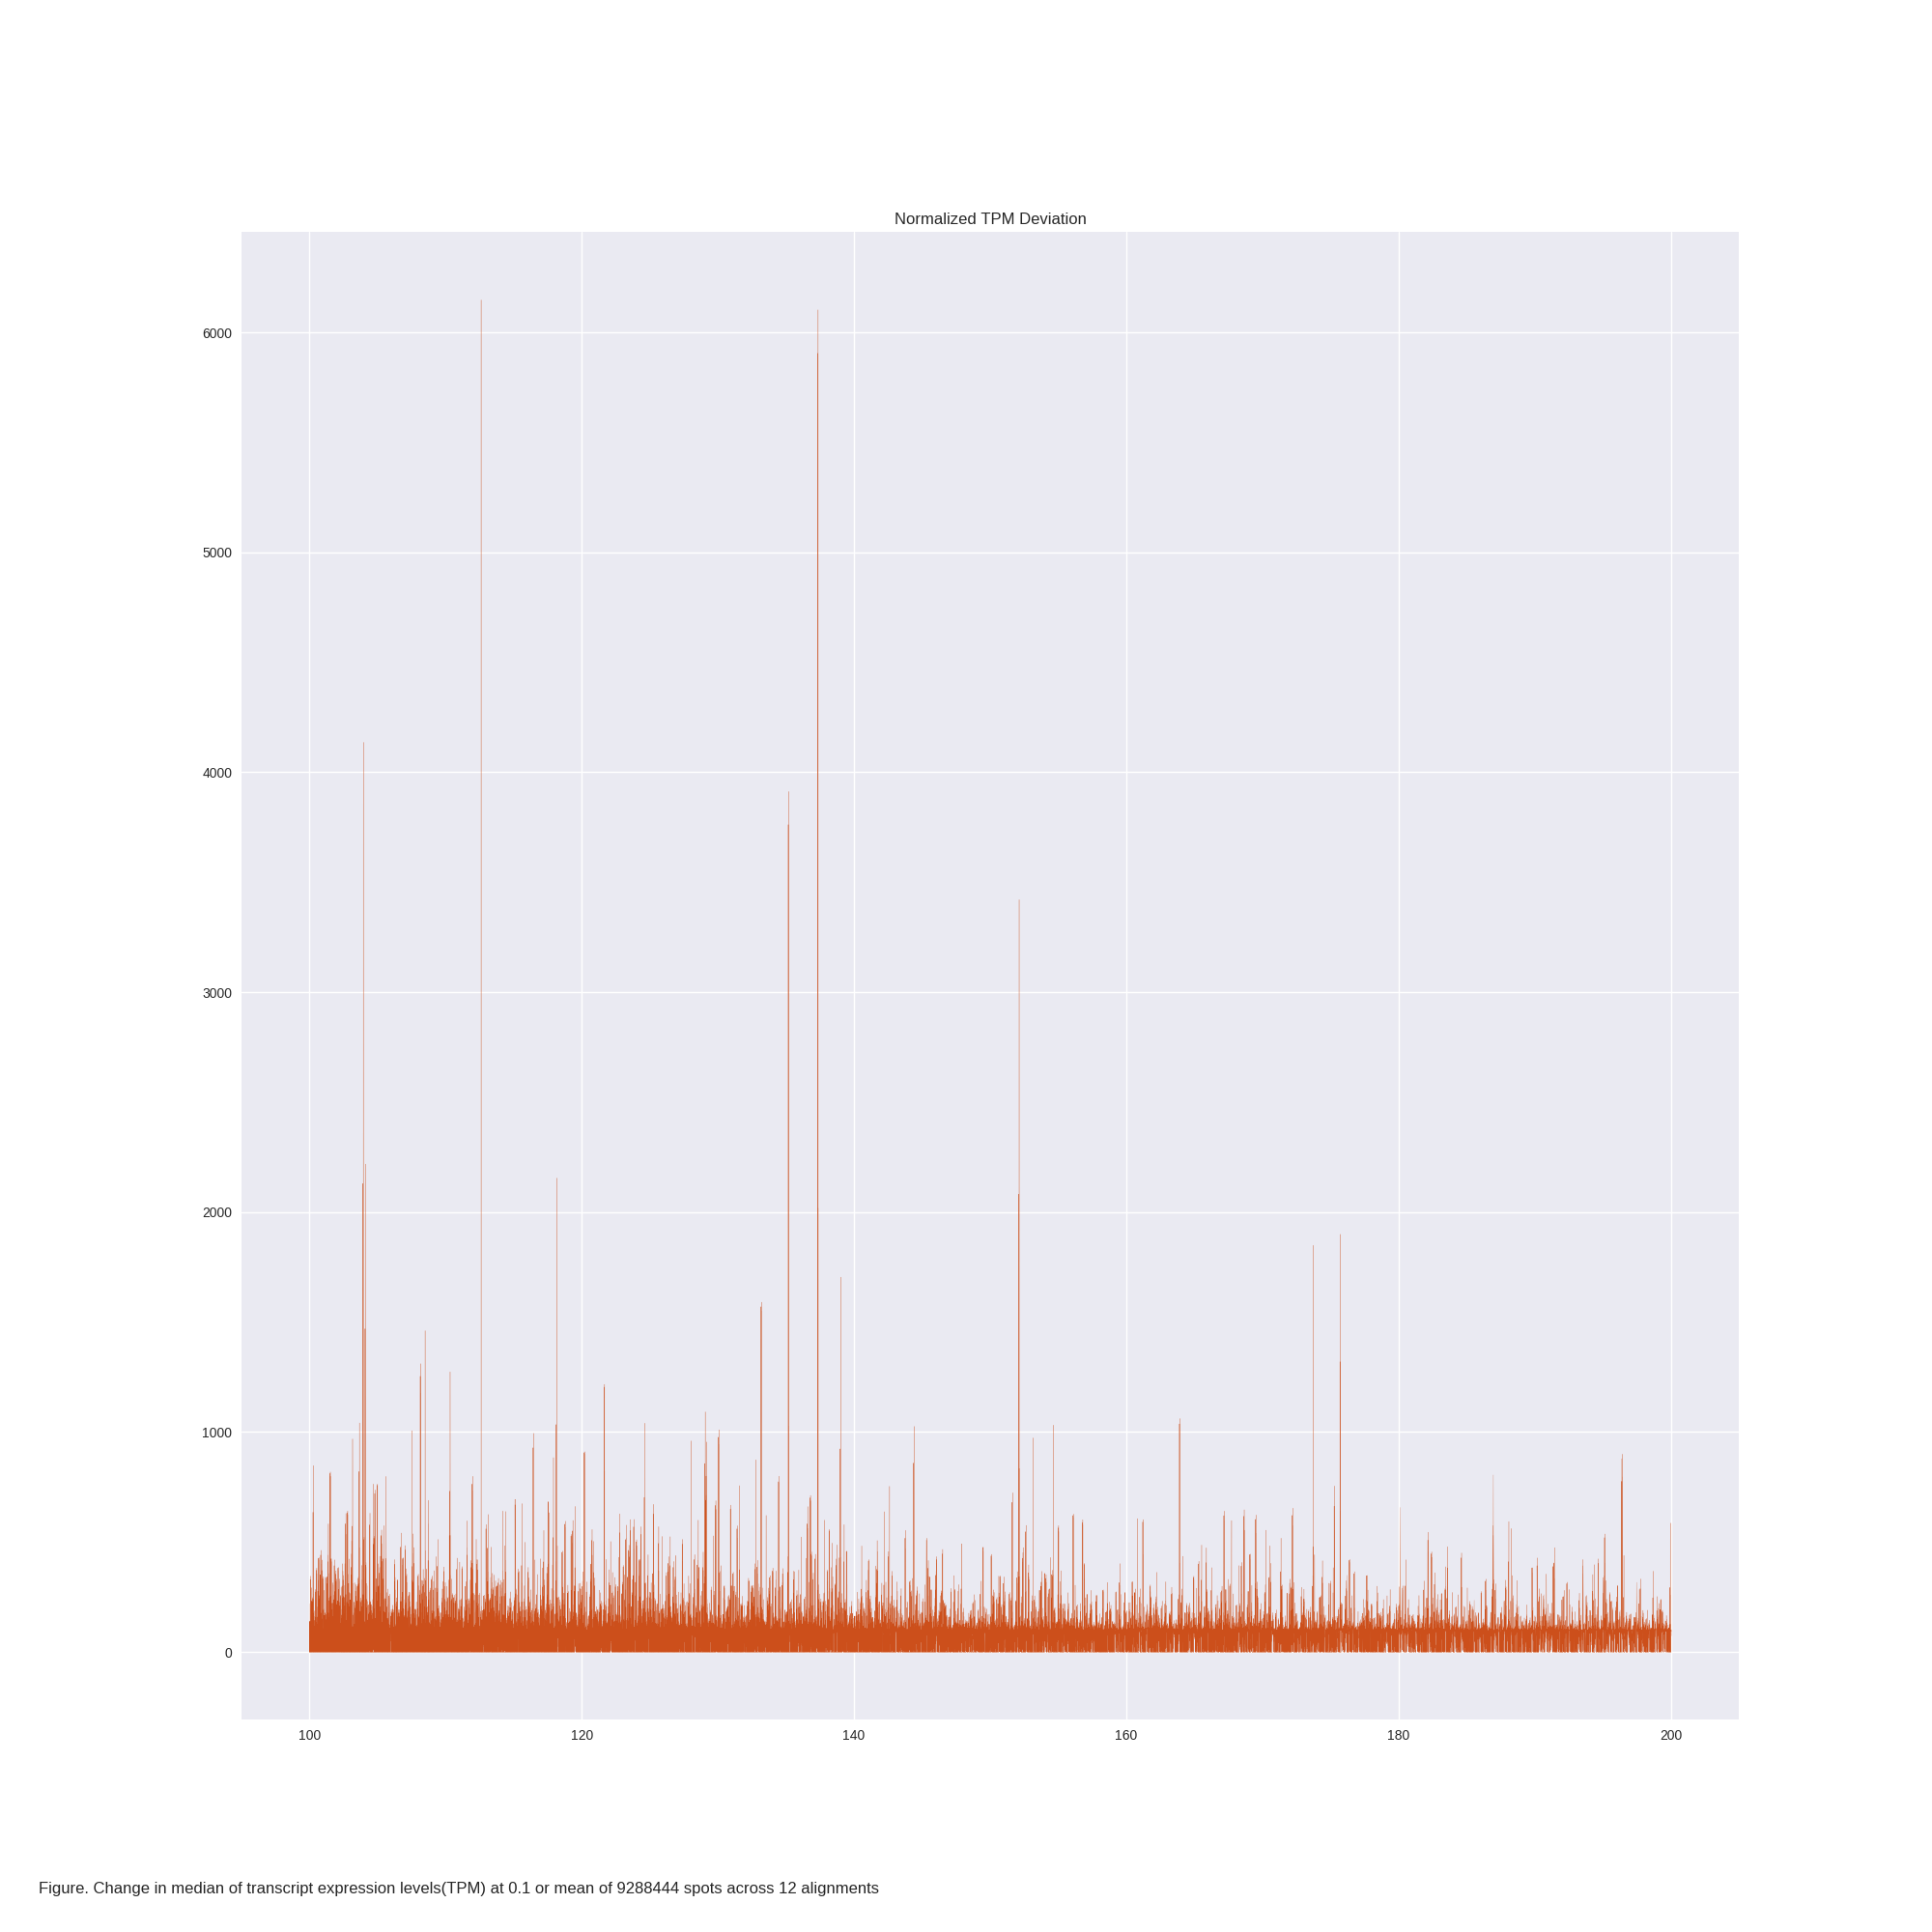 Normalized TPM Deviation
6000
5000
4000
3000
2000
1000
0
100 120 140 160 180 200
Figure. Change in median of transcript expression levels(TPM) at 0.1 or mean of 9288444 spots across 12 alignments